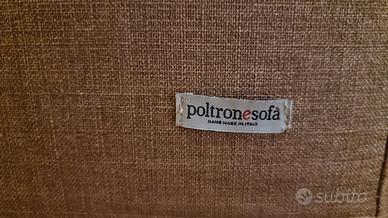 poltronesofà
HAND MADE IN ITALY
subito